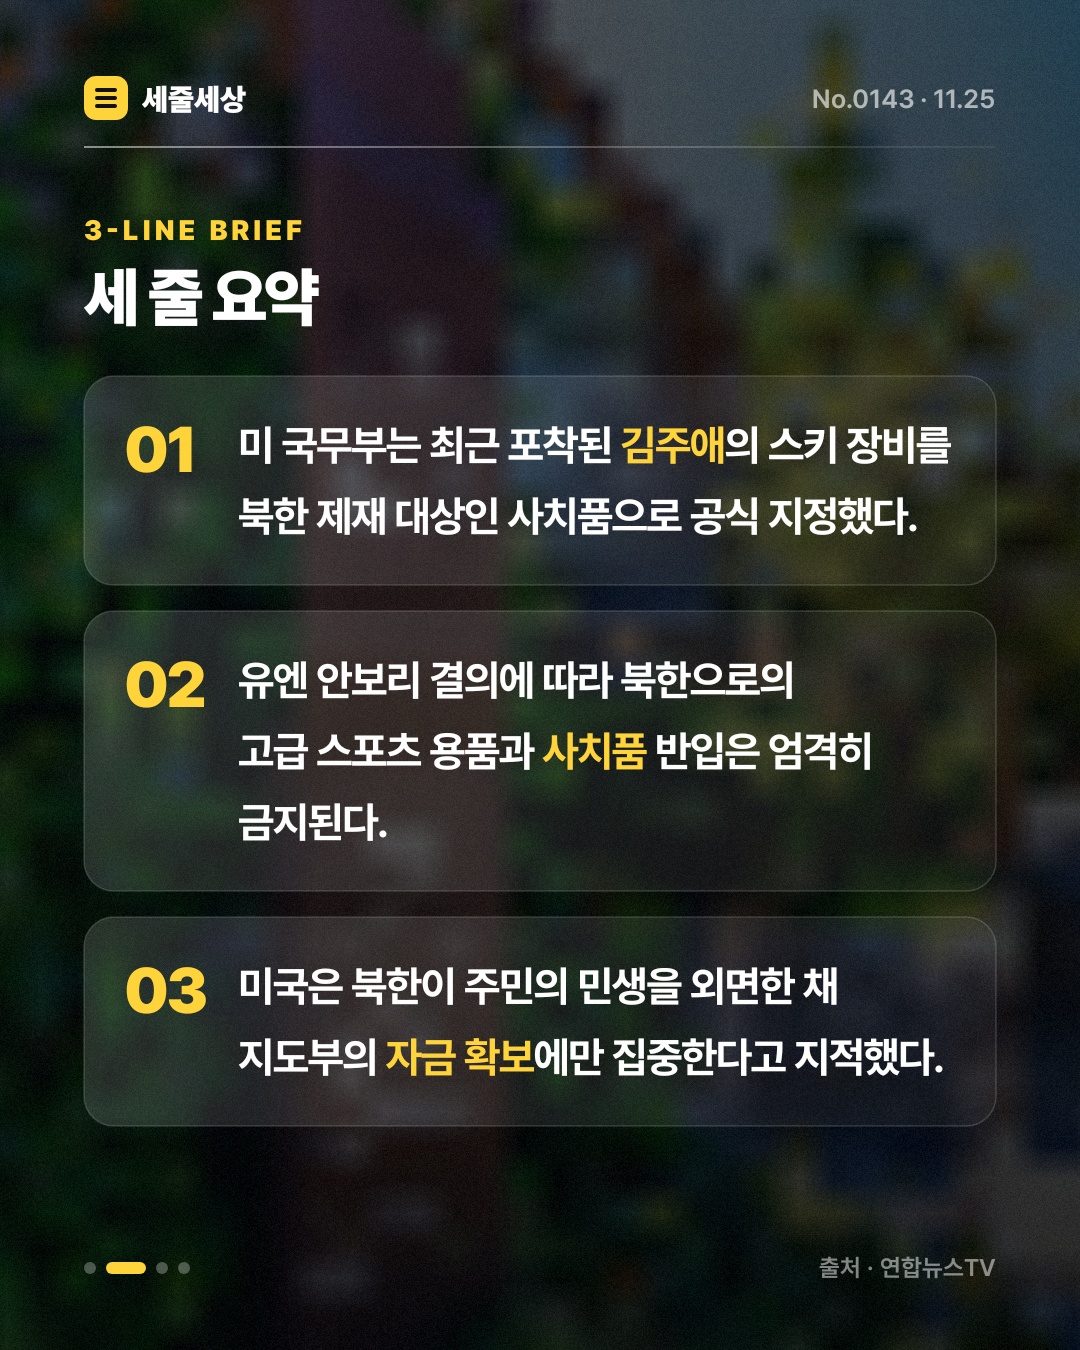 세줄세상
No.0143 · 11.25
3-LINE BRIEF
세 줄 요약
01
미 국무부는 최근 포착된 김주애의 스키 장비를
북한 제재 대상인 사치품으로 공식 지정했다.
02
유엔 안보리 결의에 따라 북한으로의
고급 스포츠 용품과 사치품 반입은 엄격히
금지된다.
03
미국은 북한이 주민의 민생을 외면한 채
지도부의 자금 확보에만 집중한다고 지적했다.
출처 · 연합뉴스TV